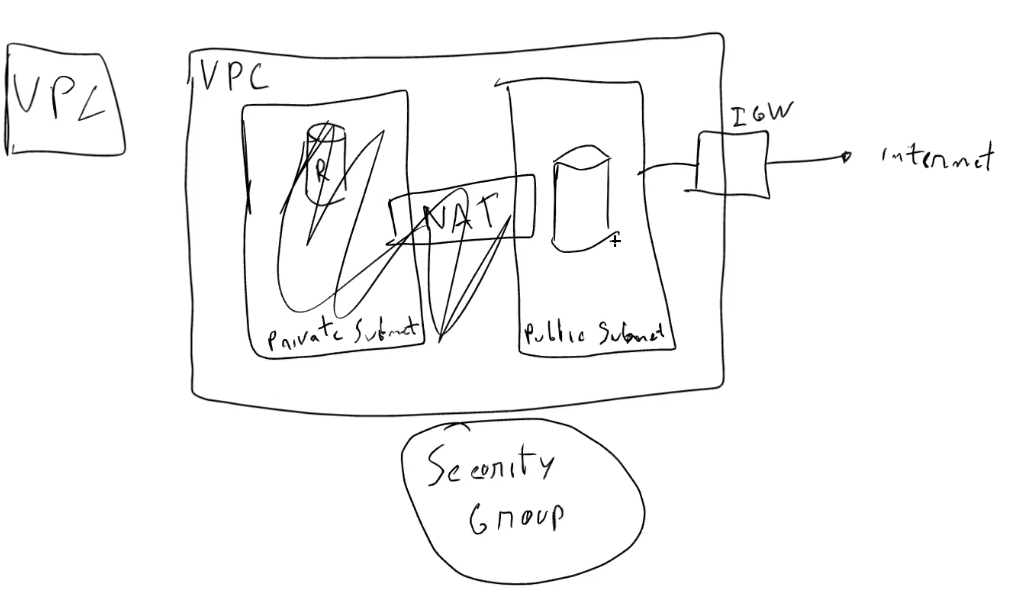 VPC
VPC
IGW
internet
R
NAT
Private Subnet
Public Subnet
Security
Group